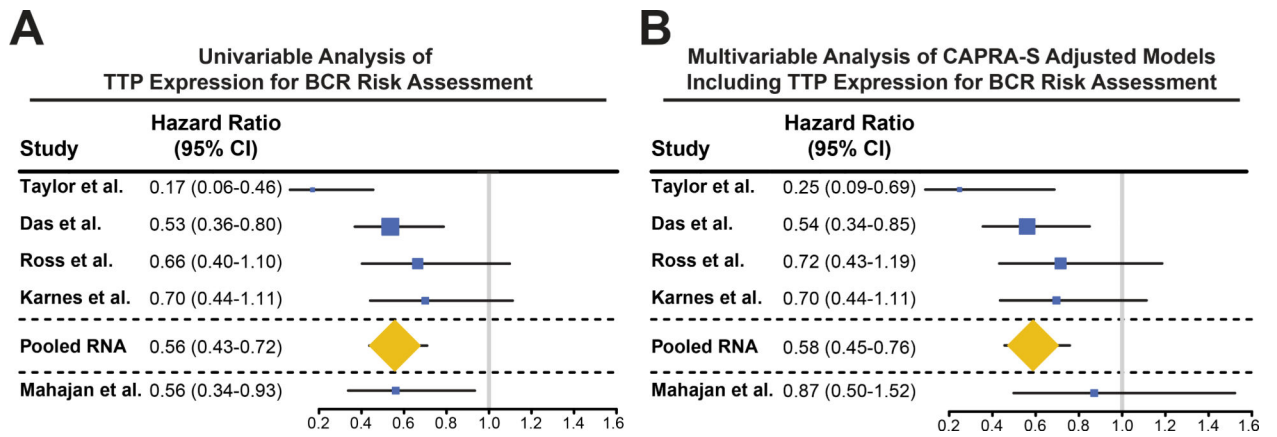 A
Univariable Analysis of
TTP Expression for BCR Risk Assessment
Hazard Ratio
Study (95% CI)
Taylor et al. 0.17 (0.06-0.46)
Das et al. 0.53 (0.36-0.80)
Ross et al. 0.66 (0.40-1.10)
Karnes et al. 0.70 (0.44-1.11)
Pooled RNA 0.56 (0.43-0.72)
Mahajan et al. 0.56 (0.34-0.93)
0.2 0.4 0.6 0.8 1.0 1.2 1.4 1.6
B
Multivariable Analysis of CAPRA-S Adjusted Models
Including TTP Expression for BCR Risk Assessment
Hazard Ratio
Study (95% CI)
Taylor et al. 0.25 (0.09-0.69)
Das et al. 0.54 (0.34-0.85)
Ross et al. 0.72 (0.43-1.19)
Karnes et al. 0.70 (0.44-1.11)
Pooled RNA 0.58 (0.45-0.76)
Mahajan et al. 0.87 (0.50-1.52)
0.2 0.4 0.6 0.8 1.0 1.2 1.4 1.6